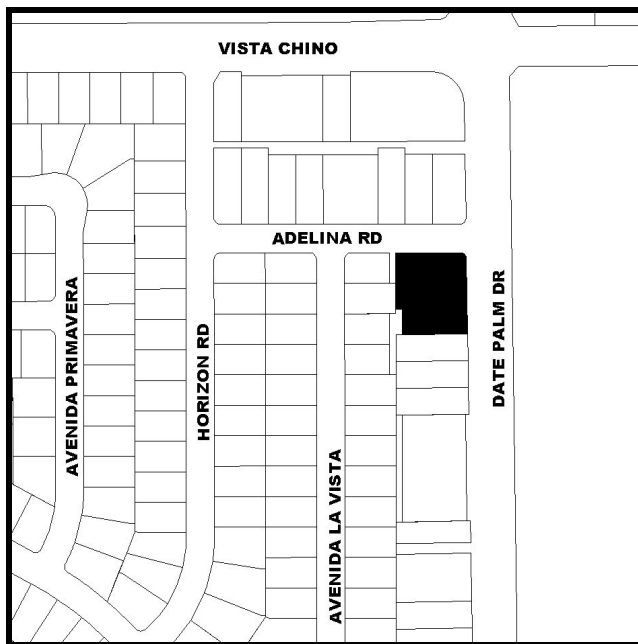 VISTA CHINO
ADELINA RD
AVENIDA PRIMAVERA
HORIZON RD
AVENIDA LA VISTA
DATE PALM DR